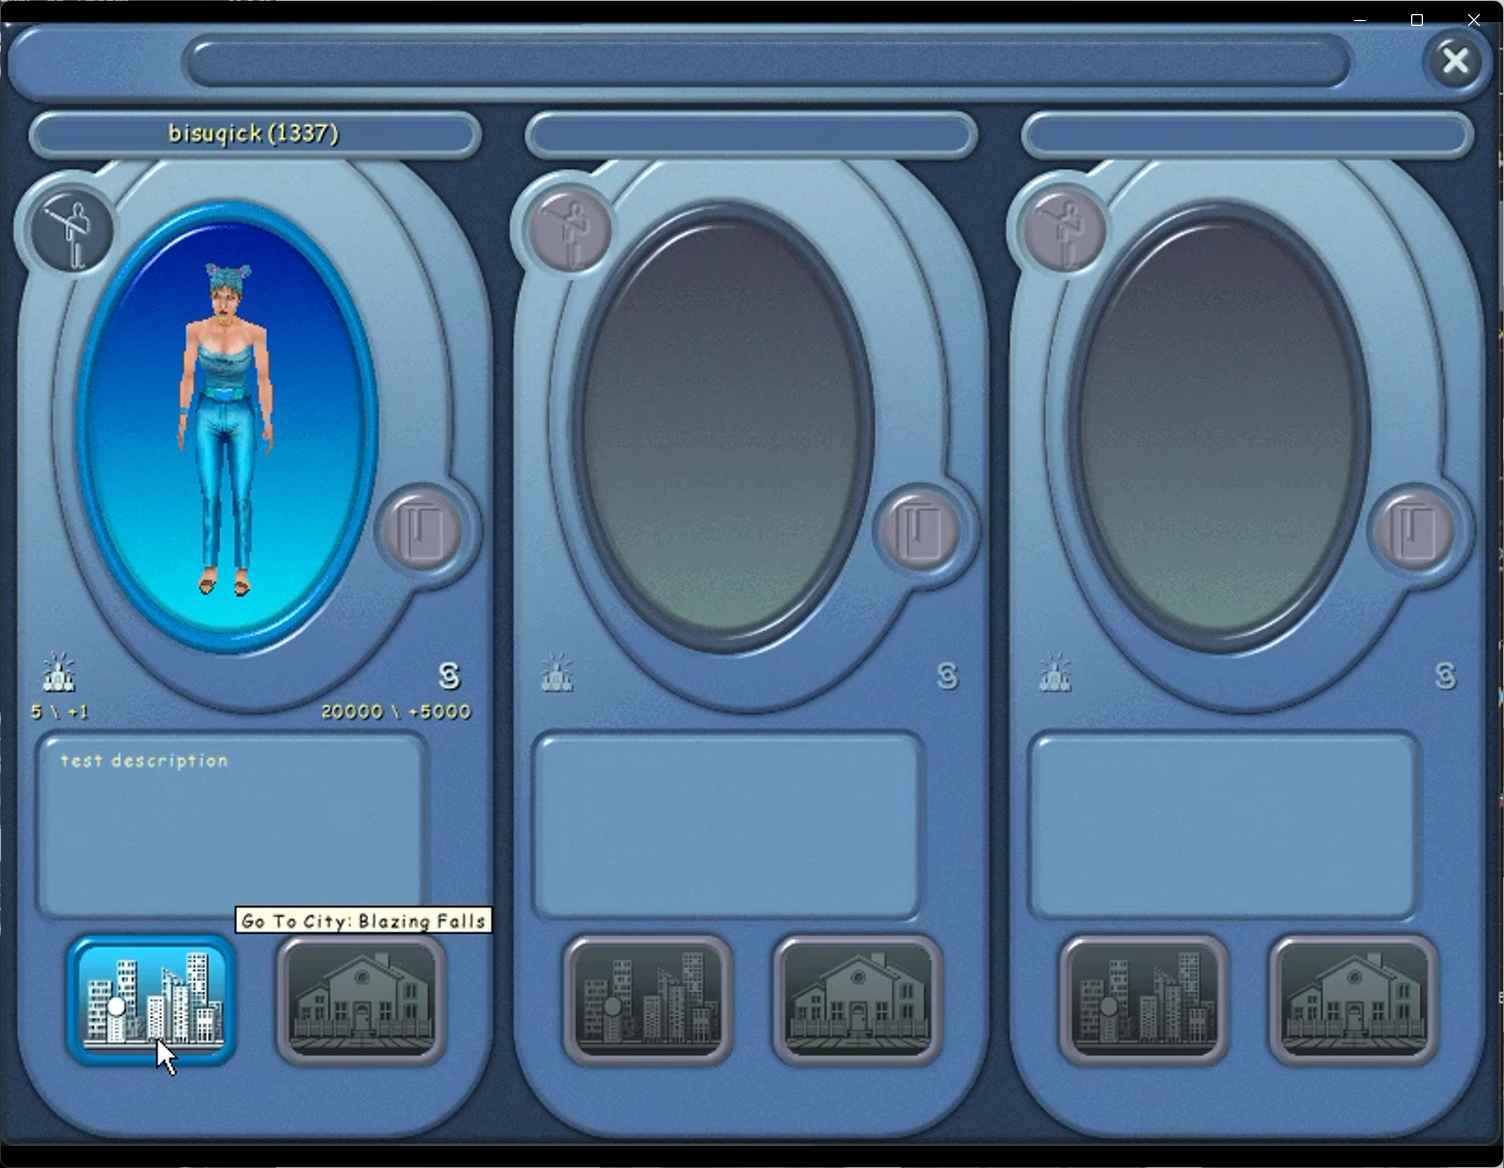 bisuqick (1337)
5 \ +1
20000 \ +5000
test description
Go To City: Blazing Falls